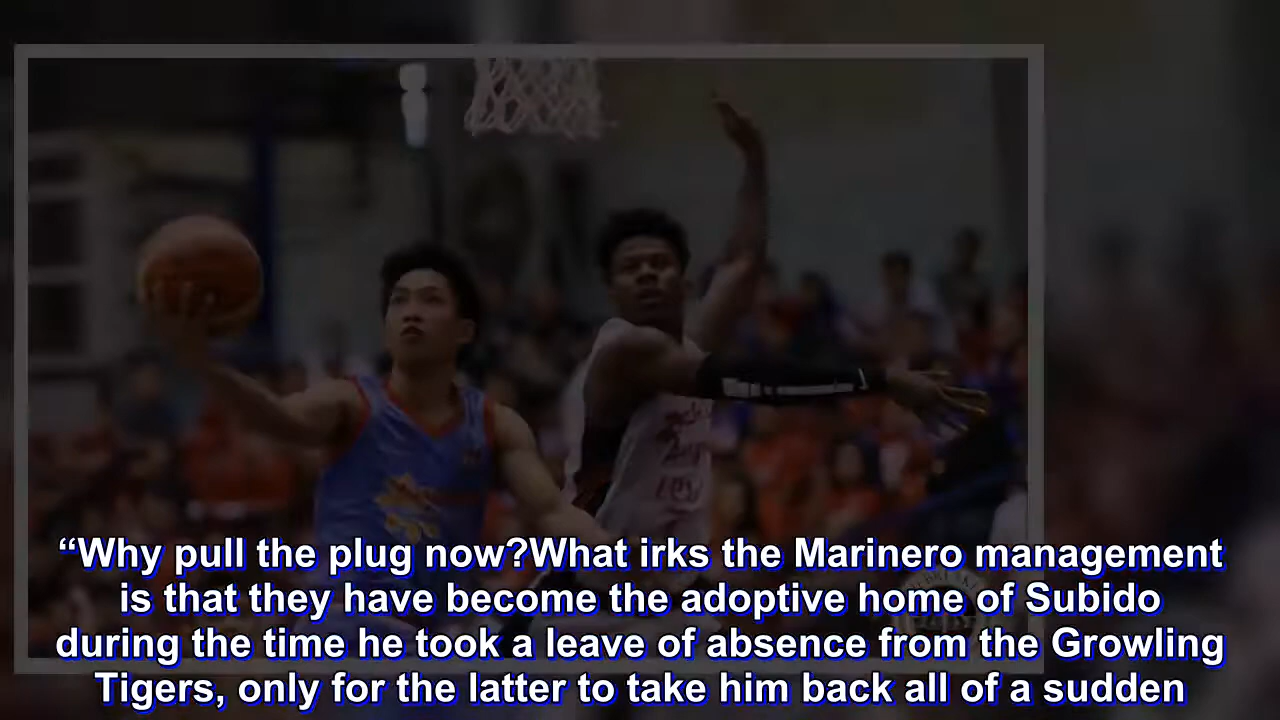 “Why pull the plug now?What irks the Marinero management
is that they have become the adoptive home of Subido
during the time he took a leave of absence from the Growling
Tigers, only for the latter to take him back all of a sudden